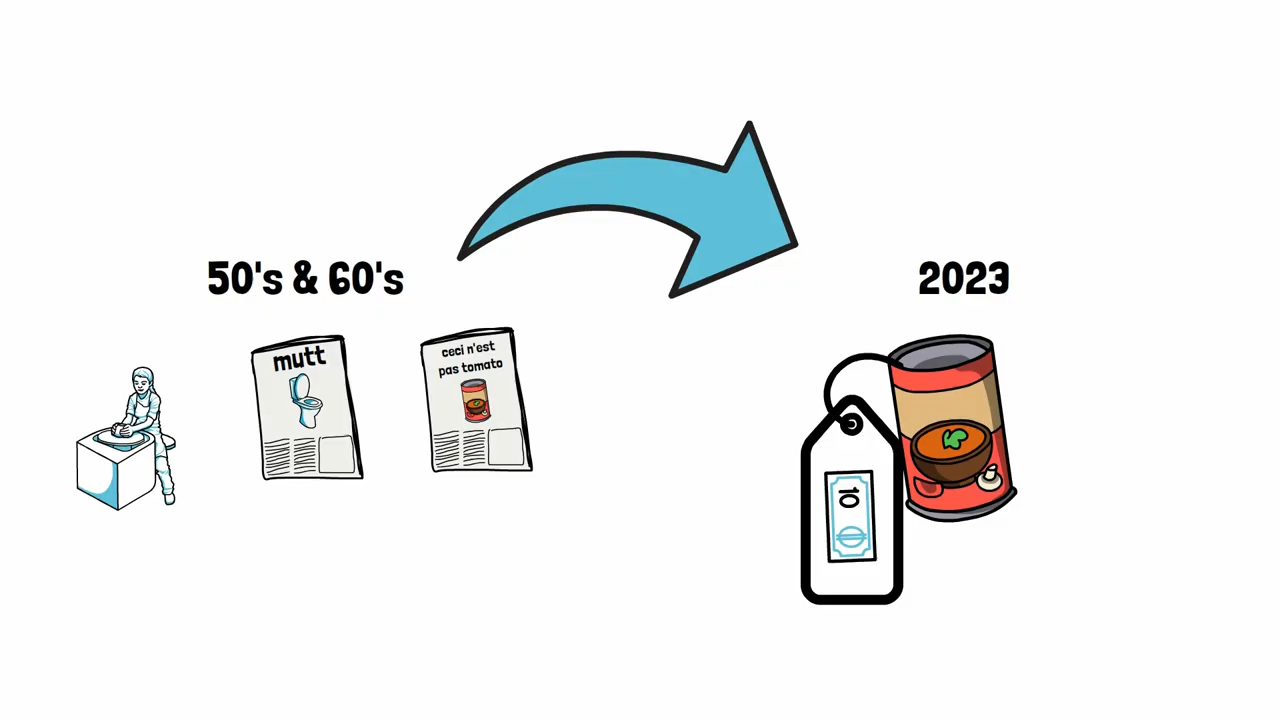 50's & 60's
2023
mutt
ceci n'est
pas tomato
10